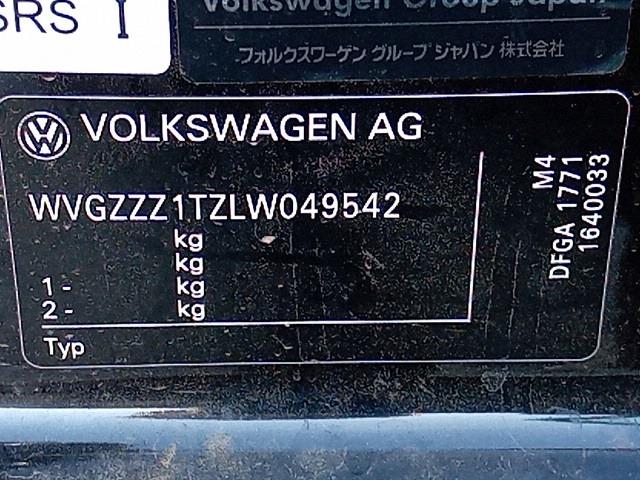 SRS I
Volkswagen Group Japan
フォルクスワーゲン グループ ジャパン 株式会社
VOLKSWAGEN AG
WVGZZZ1TZLW049542
kg
kg
1 - kg
2 - kg
Typ
M4
DFGA 1771
1640033